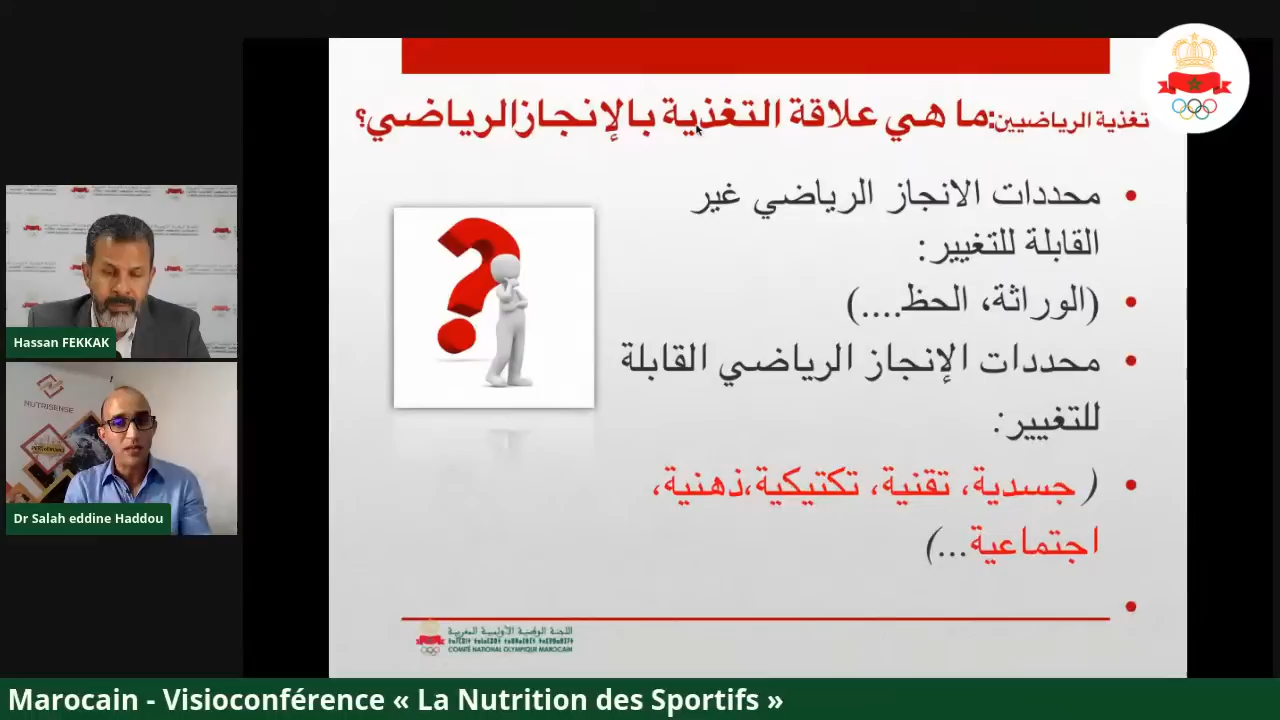 تغذية الرياضيين:ما هي علاقة التغذية بالإنجازالرياضي؟
محددات الانجاز الرياضي غير
القابلة للتغيير:
(الوراثة، الحظ....)
محددات الإنجاز الرياضي القابلة
للتغيير:
( جسدية، تقنية، تكتيكية،ذهنية،
اجتماعية...)
Hassan FEKKAK
NUTRISENSE
Dr Salah eddine Haddou
اللجنة الوطنية الأولمبية المغربية
COMITÉ NATIONAL OLYMPIQUE MAROCAIN
Marocain - Visioconférence « La Nutrition des Sportifs »